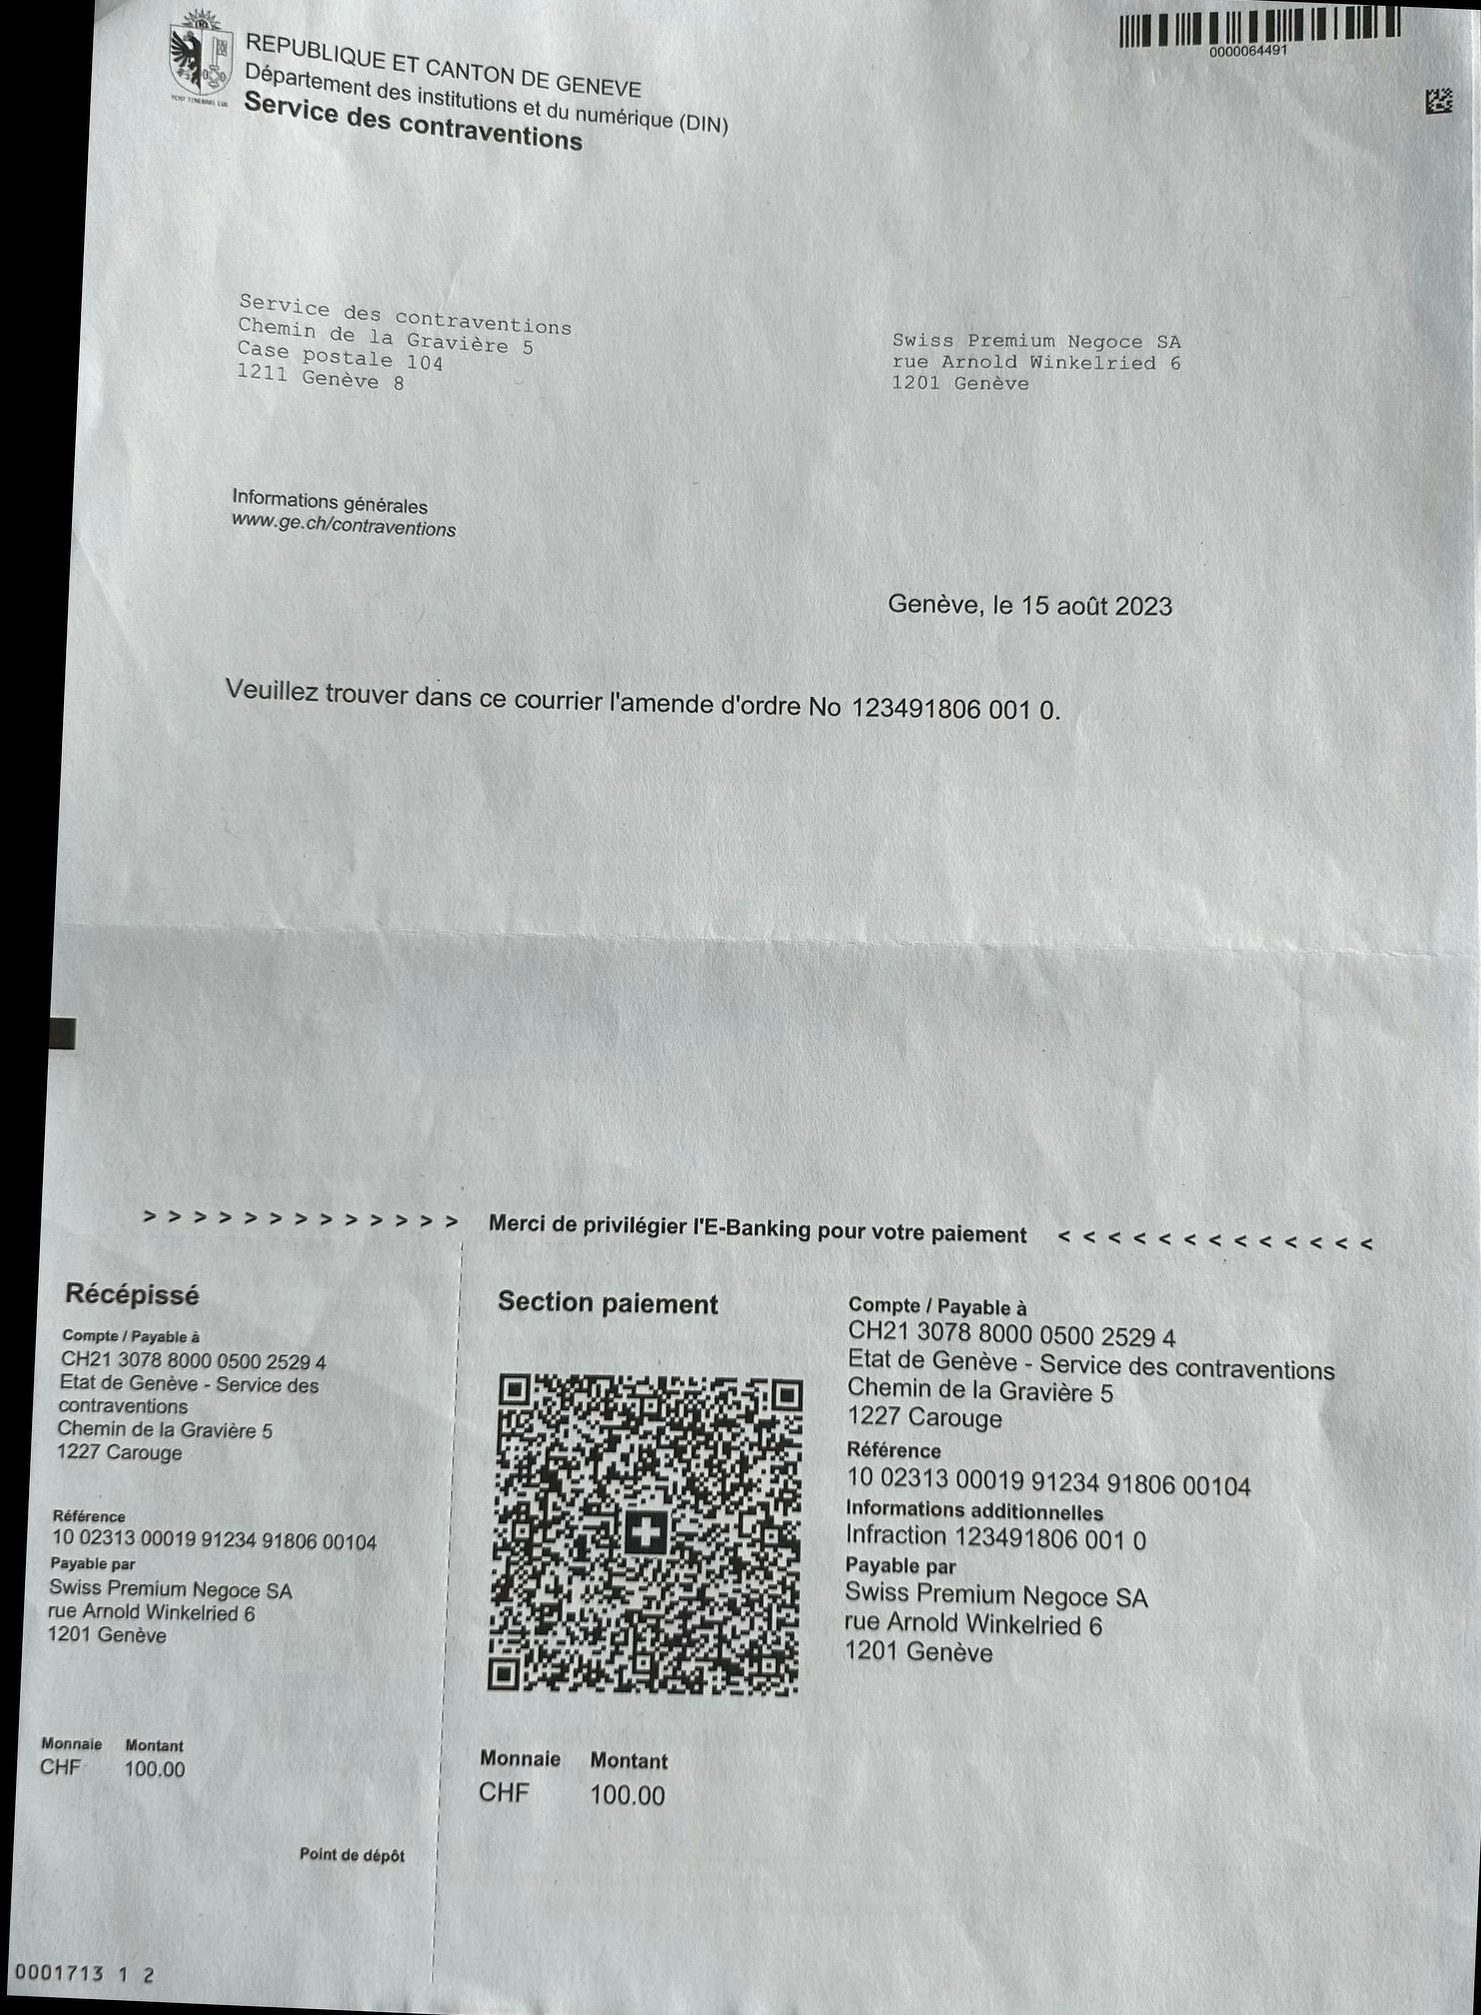 REPUBLIQUE ET CANTON DE GENEVE
Département des institutions et du numérique (DIN)
Service des contraventions
POST TENEBRAS LUX
0000064491
Service des contraventions
Chemin de la Gravière 5
Case postale 104
1211 Genève 8
Swiss Premium Negoce SA
rue Arnold Winkelried 6
1201 Genève
Informations générales
www.ge.ch/contraventions
Genève, le 15 août 2023
Veuillez trouver dans ce courrier l'amende d'ordre No 123491806 001 0.
> > > > > > > > > > > > > Merci de privilégier l'E-Banking pour votre paiement < < < < < < < < < < < < <
Récépissé
Compte / Payable à
CH21 3078 8000 0500 2529 4
Etat de Genève - Service des
contraventions
Chemin de la Gravière 5
1227 Carouge
Référence
10 02313 00019 91234 91806 00104
Payable par
Swiss Premium Negoce SA
rue Arnold Winkelried 6
1201 Genève
Monnaie Montant
CHF 100.00
Point de dépôt
Section paiement
Monnaie Montant
CHF 100.00
Compte / Payable à
CH21 3078 8000 0500 2529 4
Etat de Genève - Service des contraventions
Chemin de la Gravière 5
1227 Carouge
Référence
10 02313 00019 91234 91806 00104
Informations additionnelles
Infraction 123491806 001 0
Payable par
Swiss Premium Negoce SA
rue Arnold Winkelried 6
1201 Genève
0001713 1 2